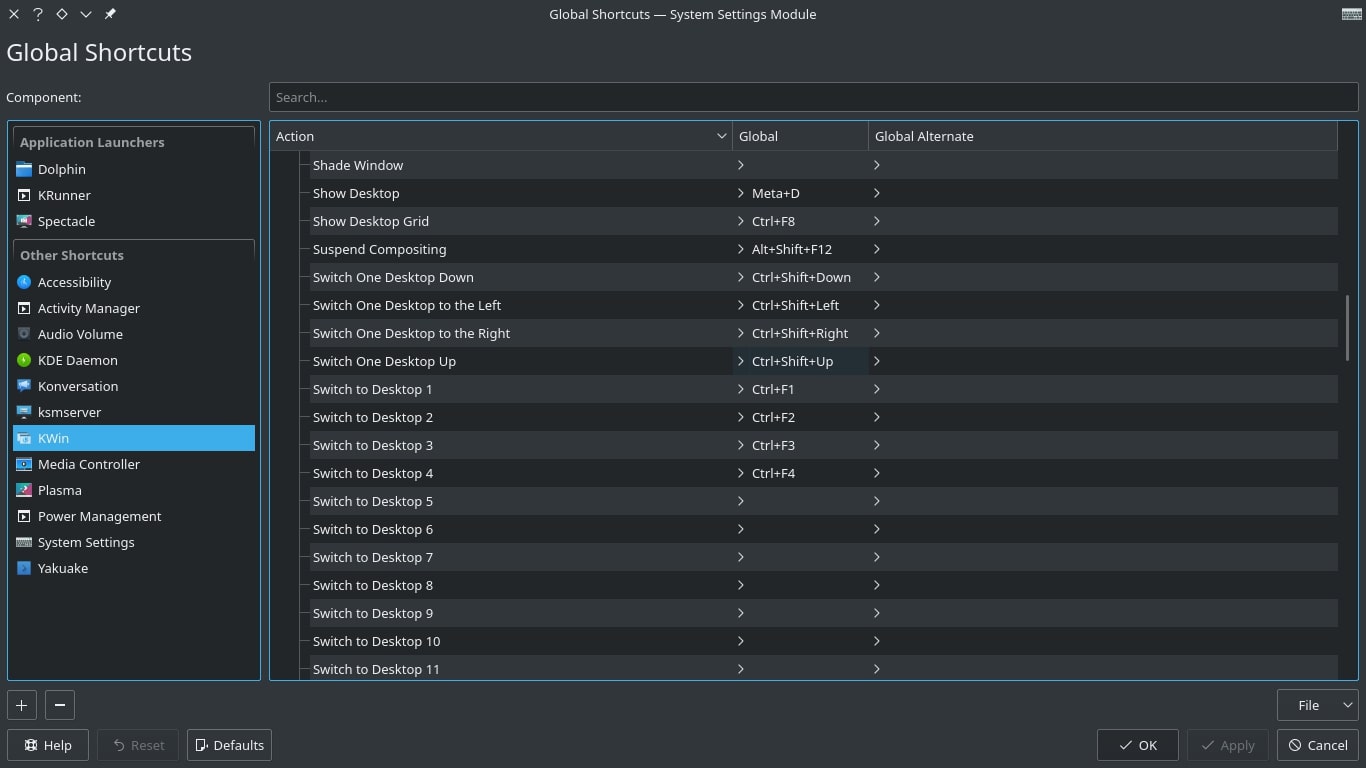 Global Shortcuts — System Settings Module
Global Shortcuts
Component:
Search...
Application Launchers
Dolphin
KRunner
Spectacle
Other Shortcuts
Accessibility
Activity Manager
Audio Volume
KDE Daemon
Konversation
ksmserver
KWin
Media Controller
Plasma
Power Management
System Settings
Yakuake
Action Global Global Alternate
Shade Window
Show Desktop Meta+D
Show Desktop Grid Ctrl+F8
Suspend Compositing Alt+Shift+F12
Switch One Desktop Down Ctrl+Shift+Down
Switch One Desktop to the Left Ctrl+Shift+Left
Switch One Desktop to the Right Ctrl+Shift+Right
Switch One Desktop Up Ctrl+Shift+Up
Switch to Desktop 1 Ctrl+F1
Switch to Desktop 2 Ctrl+F2
Switch to Desktop 3 Ctrl+F3
Switch to Desktop 4 Ctrl+F4
Switch to Desktop 5
Switch to Desktop 6
Switch to Desktop 7
Switch to Desktop 8
Switch to Desktop 9
Switch to Desktop 10
Switch to Desktop 11
File
Help Reset Defaults OK Apply Cancel